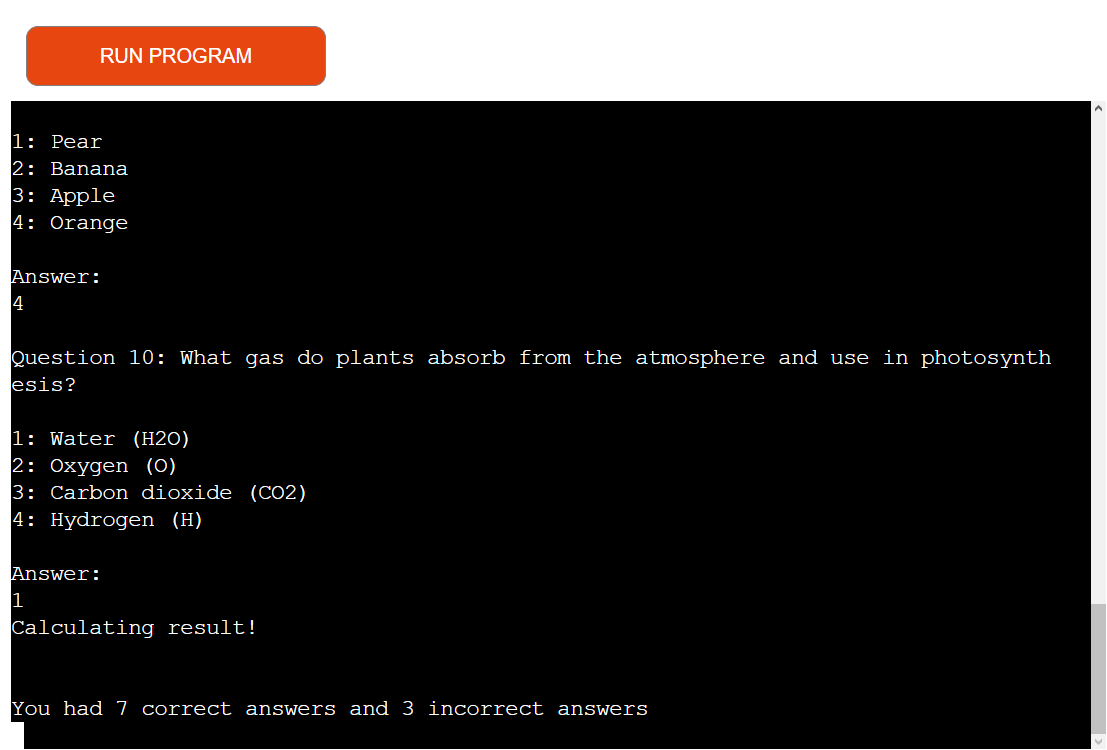 RUN PROGRAM
1: Pear
2: Banana
3: Apple
4: Orange
Answer:
4
Question 10: What gas do plants absorb from the atmosphere and use in photosynth
esis?
1: Water (H2O)
2: Oxygen (O)
3: Carbon dioxide (CO2)
4: Hydrogen (H)
Answer:
1
Calculating result!
You had 7 correct answers and 3 incorrect answers